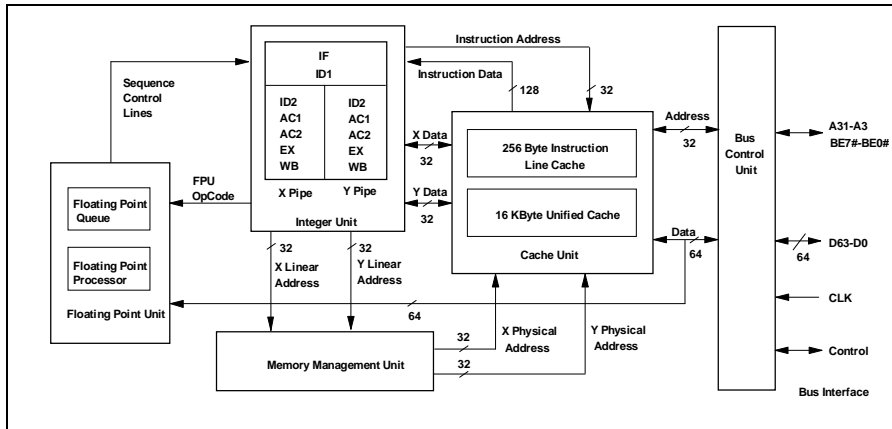 Instruction Address
IF
ID1
Instruction Data
128
32
Sequence
Control
Lines
ID2
AC1
AC2
EX
WB
ID2
AC1
AC2
EX
WB
X Pipe
Y Pipe
Integer Unit
X Data
32
Y Data
32
256 Byte Instruction
Line Cache
16 KByte Unified Cache
Cache Unit
Address
32
Data
64
Bus
Control
Unit
A31-A3
BE7#-BE0#
D63-D0
64
CLK
Control
Bus Interface
FPU
OpCode
Floating Point
Queue
Floating Point
Processor
Floating Point Unit
32
X Linear
Address
32
Y Linear
Address
64
Memory Management Unit
32
32
X Physical
Address
Y Physical
Address